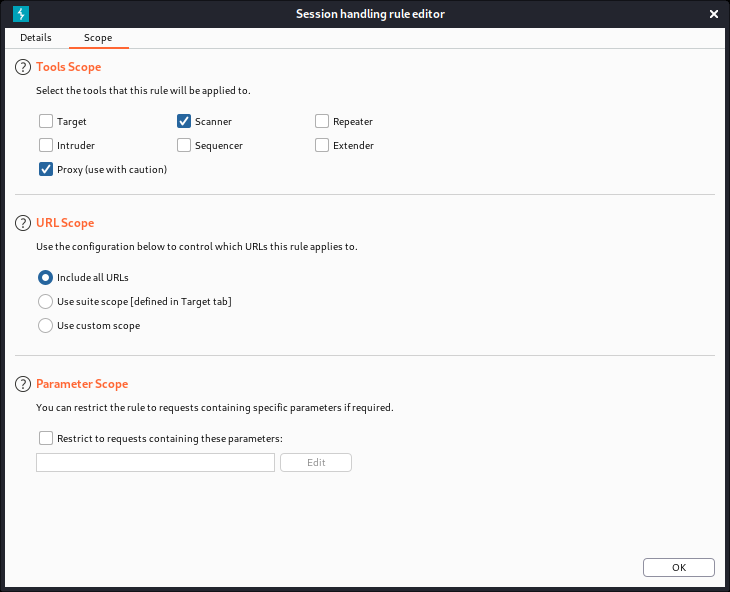 Session handling rule editor
Details Scope
? Tools Scope
Select the tools that this rule will be applied to.
Target Scanner Repeater
Intruder Sequencer Extender
Proxy (use with caution)
? URL Scope
Use the configuration below to control which URLs this rule applies to.
Include all URLs
Use suite scope [defined in Target tab]
Use custom scope
? Parameter Scope
You can restrict the rule to requests containing specific parameters if required.
Restrict to requests containing these parameters:
Edit
OK